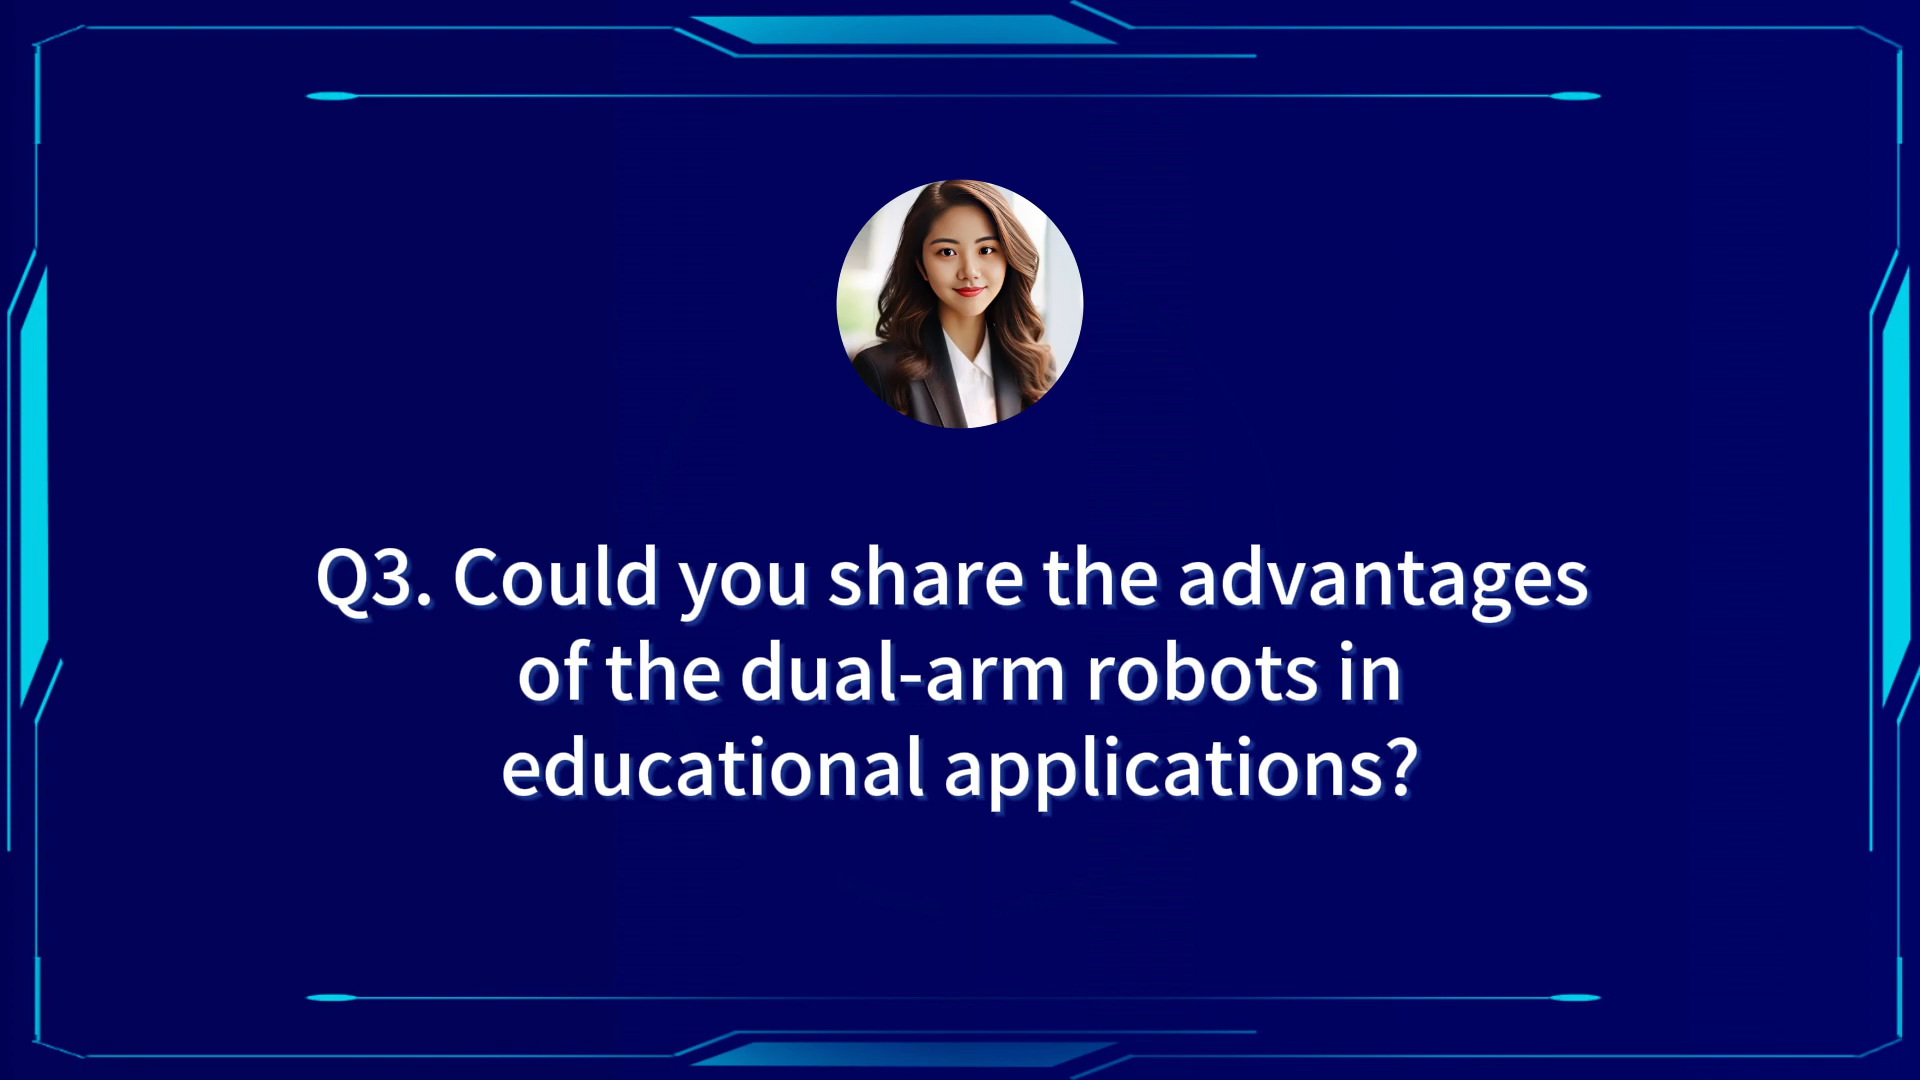 Q3. Could you share the advantages
of the dual-arm robots in
educational applications?